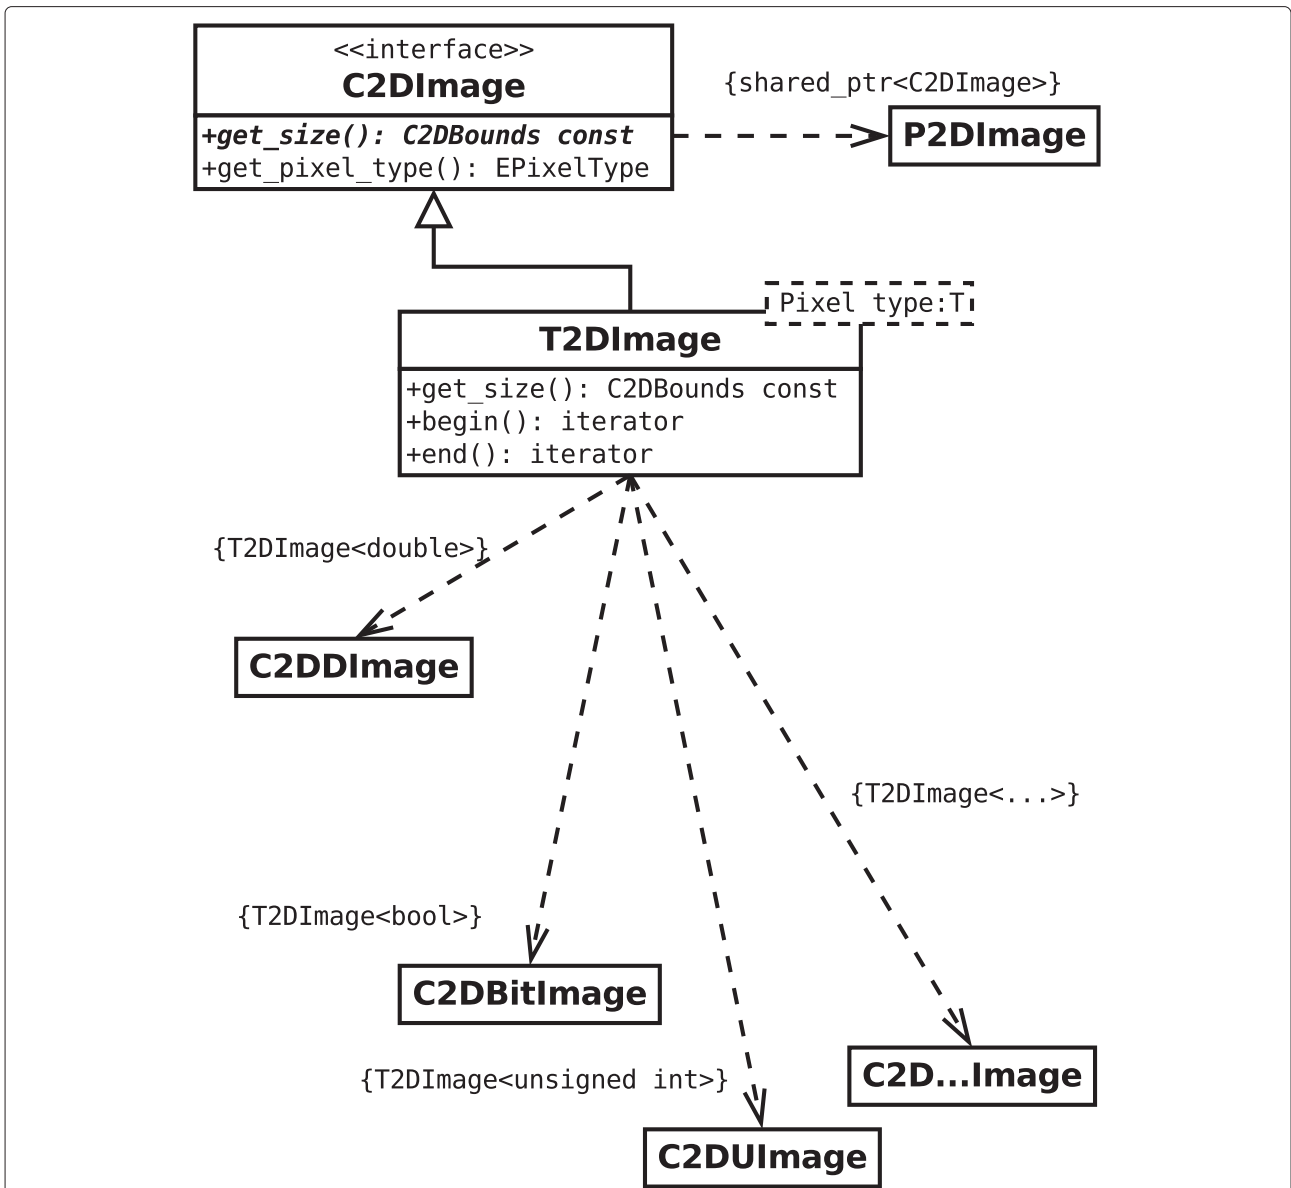 <<interface>>
C2DImage
+get_size(): C2DBounds const
+get_pixel_type(): EPixelType
{shared_ptr<C2DImage>}
P2DImage
Pixel type:T
T2DImage
+get_size(): C2DBounds const
+begin(): iterator
+end(): iterator
{T2DImage<double>}
C2DDImage
{T2DImage<...>}
{T2DImage<bool>}
C2DBitImage
{T2DImage<unsigned int>}
C2D...Image
C2DUImage